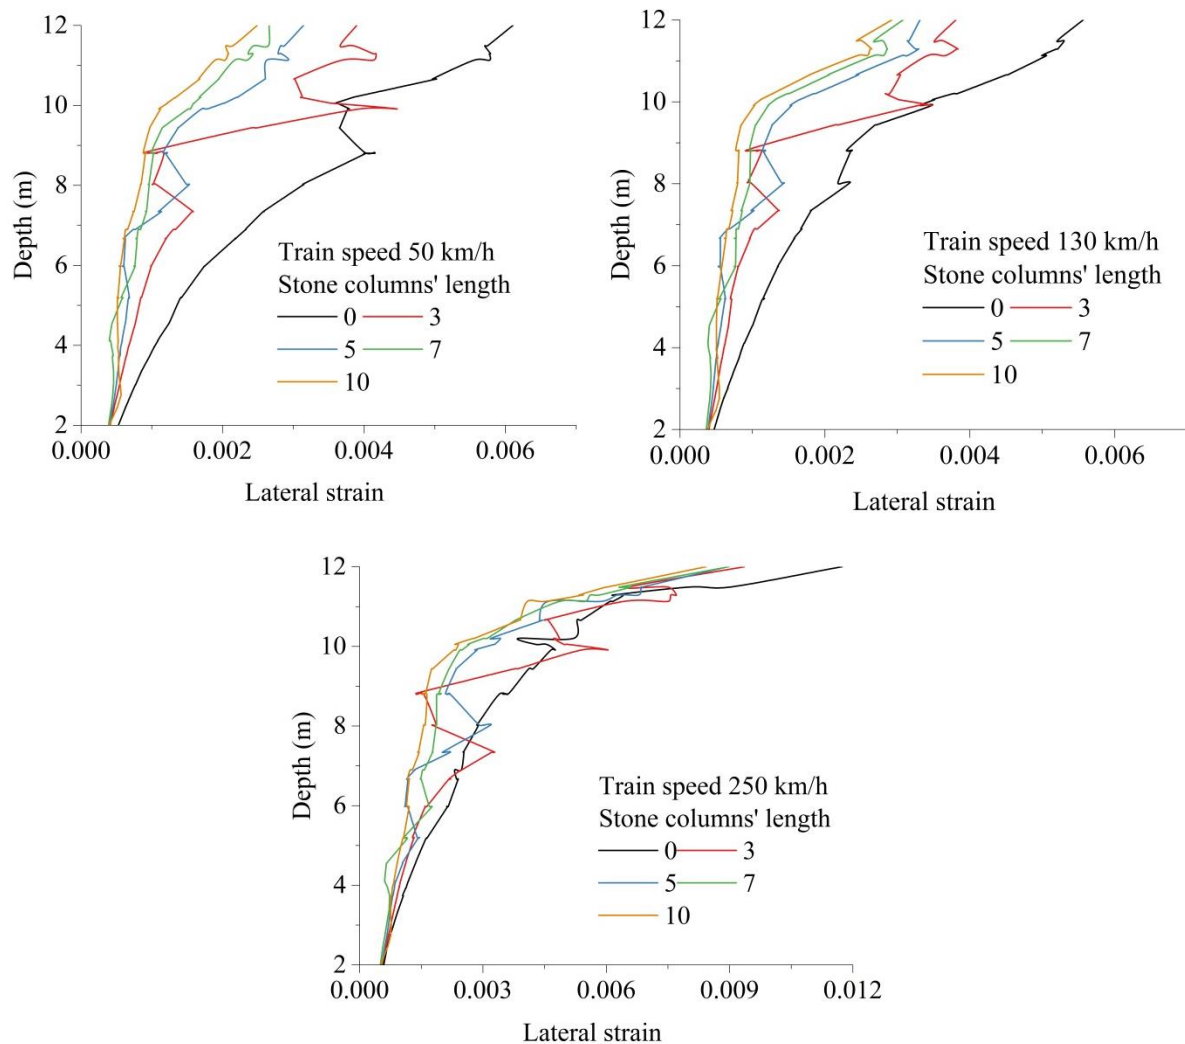 12
10
8
6
4
2
Depth (m)
Train speed 50 km/h
Stone columns' length
0 3
5 7
10
0.000 0.002 0.004 0.006
Lateral strain
12
10
8
6
4
2
Depth (m)
Train speed 130 km/h
Stone columns' length
0 3
5 7
10
0.000 0.002 0.004 0.006
Lateral strain
12
10
8
6
4
2
Depth (m)
Train speed 250 km/h
Stone columns' length
0 3
5 7
10
0.000 0.003 0.006 0.009 0.012
Lateral strain